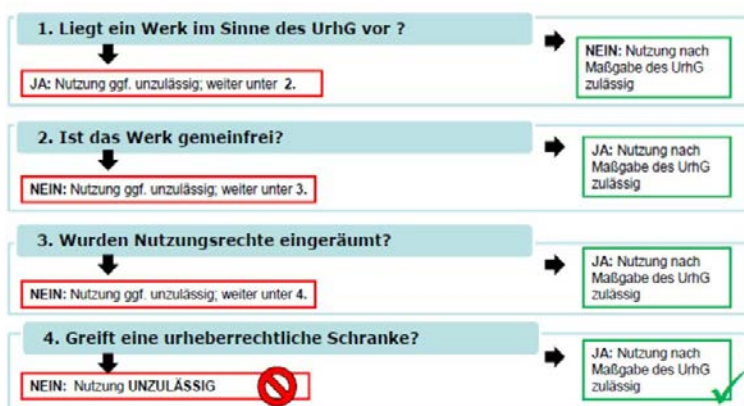 1. Liegt ein Werk im Sinne des UrhG vor ?
JA: Nutzung ggf. unzulässig; weiter unter 2.
NEIN: Nutzung nach
Maßgabe des UrhG
zulässig
2. Ist das Werk gemeinfrei?
NEIN: Nutzung ggf. unzulässig; weiter unter 3.
JA: Nutzung nach
Maßgabe des UrhG
zulässig
3. Wurden Nutzungsrechte eingeräumt?
NEIN: Nutzung ggf. unzulässig; weiter unter 4.
JA: Nutzung nach
Maßgabe des UrhG
zulässig
4. Greift eine urheberrechtliche Schranke?
NEIN: Nutzung UNZULÄSSIG
JA: Nutzung nach
Maßgabe des UrhG
zulässig